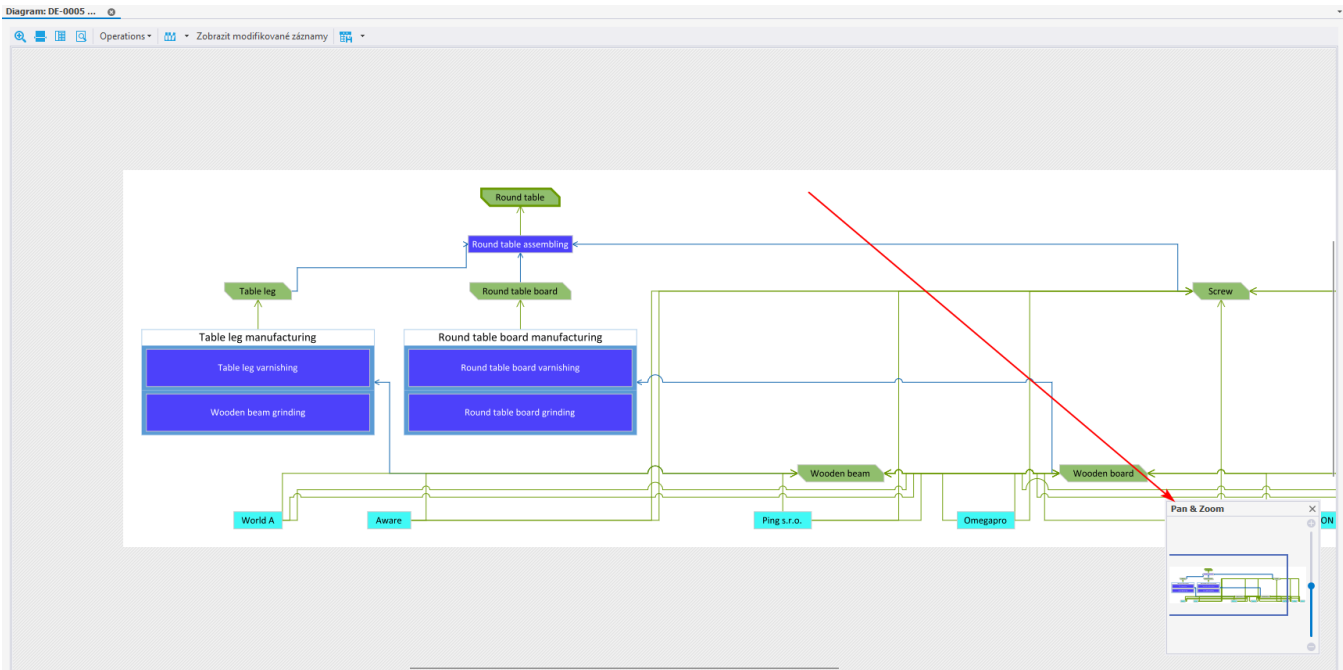 Diagram: DE-0005 ...
Operations
Zobrazit modifikované záznamy
Round table
Round table assembling
Table leg
Round table board
Screw
Table leg manufacturing
Round table board manufacturing
Table leg varnishing
Round table board varnishing
Wooden beam grinding
Round table board grinding
Wooden beam
Wooden board
World A
Aware
Ping s.r.o.
Omegapro
ON
Pan & Zoom